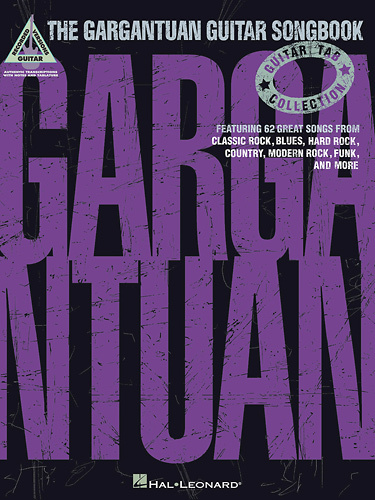 THE GARGANTUAN GUITAR SONGBOOK
RECORDED VERSIONS
GUITAR
AUTHENTIC TRANSCRIPTIONS
WITH NOTES AND TABLATURE
GUITAR TAB
COLLECTION
FEATURING 62 GREAT SONGS FROM
CLASSIC ROCK, BLUES, HARD ROCK,
COUNTRY, MODERN ROCK, FUNK,
AND MORE
GARGA
NTUAN
HAL•LEONARD®